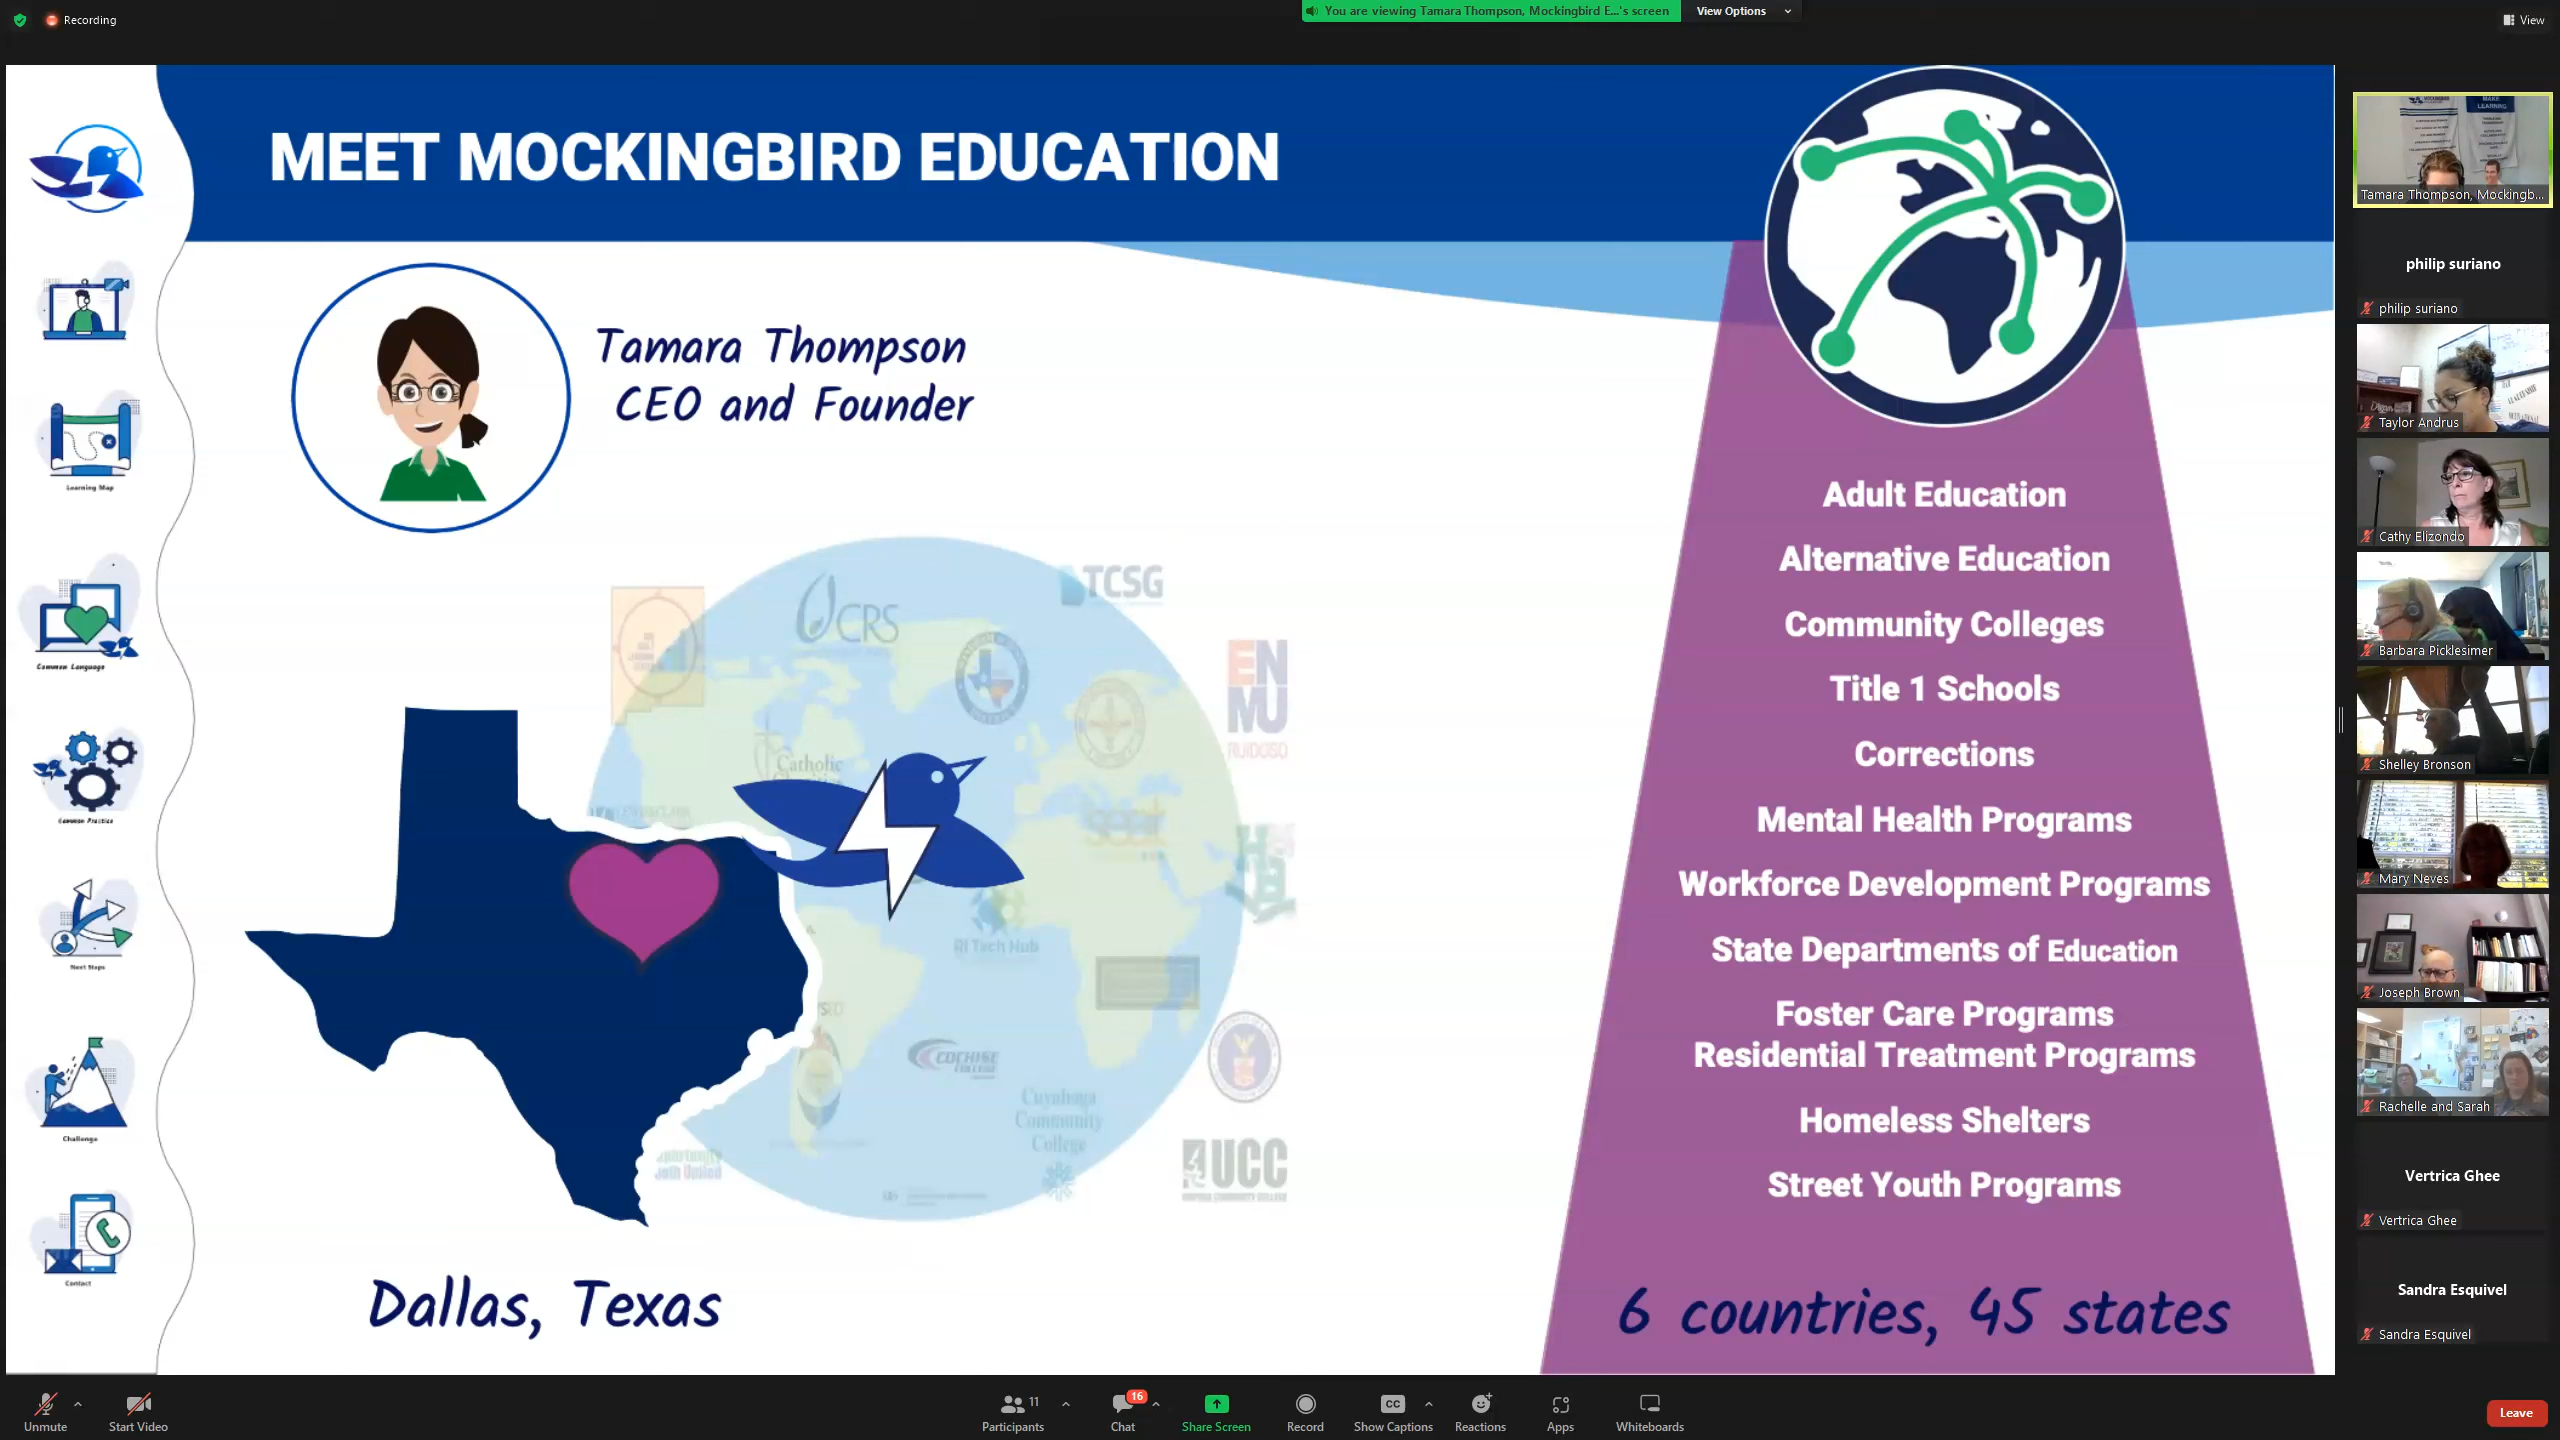 Recording
You are viewing Tamara Thompson, Mockingbird E...'s screen
View Options
View
MEET MOCKINGBIRD EDUCATION
Tamara Thompson
CEO and Founder
Learning Map
Common Language
Common Practice
Next Steps
Challenge
Contact
TCSG
CRS
ENMU
RUIDOSO
Catholic
RI Tech Hub
COCHISE
COLLEGE
Cuyahoga
Community
College
UCC
Dallas, Texas
Adult Education
Alternative Education
Community Colleges
Title 1 Schools
Corrections
Mental Health Programs
Workforce Development Programs
State Departments of Education
Foster Care Programs
Residential Treatment Programs
Homeless Shelters
Street Youth Programs
6 countries, 45 states
Tamara Thompson, Mockingb...
philip suriano
philip suriano
Taylor Andrus
Cathy Elizondo
Barbara Picklesimer
Shelley Bronson
Mary Neves
Joseph Brown
Rachelle and Sarah
Vertrica Ghee
Vertrica Ghee
Sandra Esquivel
Sandra Esquivel
Unmute
Start Video
Participants 11
Chat 16
Share Screen
Record
CC
Show Captions
Reactions
Apps
Whiteboards
Leave